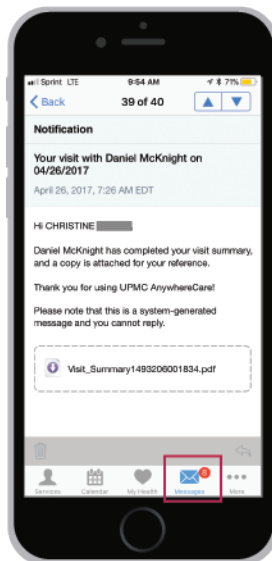 Sprint LTE 9:54 AM 71%
Back 39 of 40
Notification
Your visit with Daniel McKnight on
04/26/2017
April 26, 2017, 7:26 AM EDT
Hi CHRISTINE
Daniel McKnight has completed your visit summary,
and a copy is attached for your reference.
Thank you for using UPMC AnywhereCare!
Please note that this is a system-generated
message and you cannot reply.
Visit_Summary1493206001834.pdf
8
Services Calendar My Health Messages More